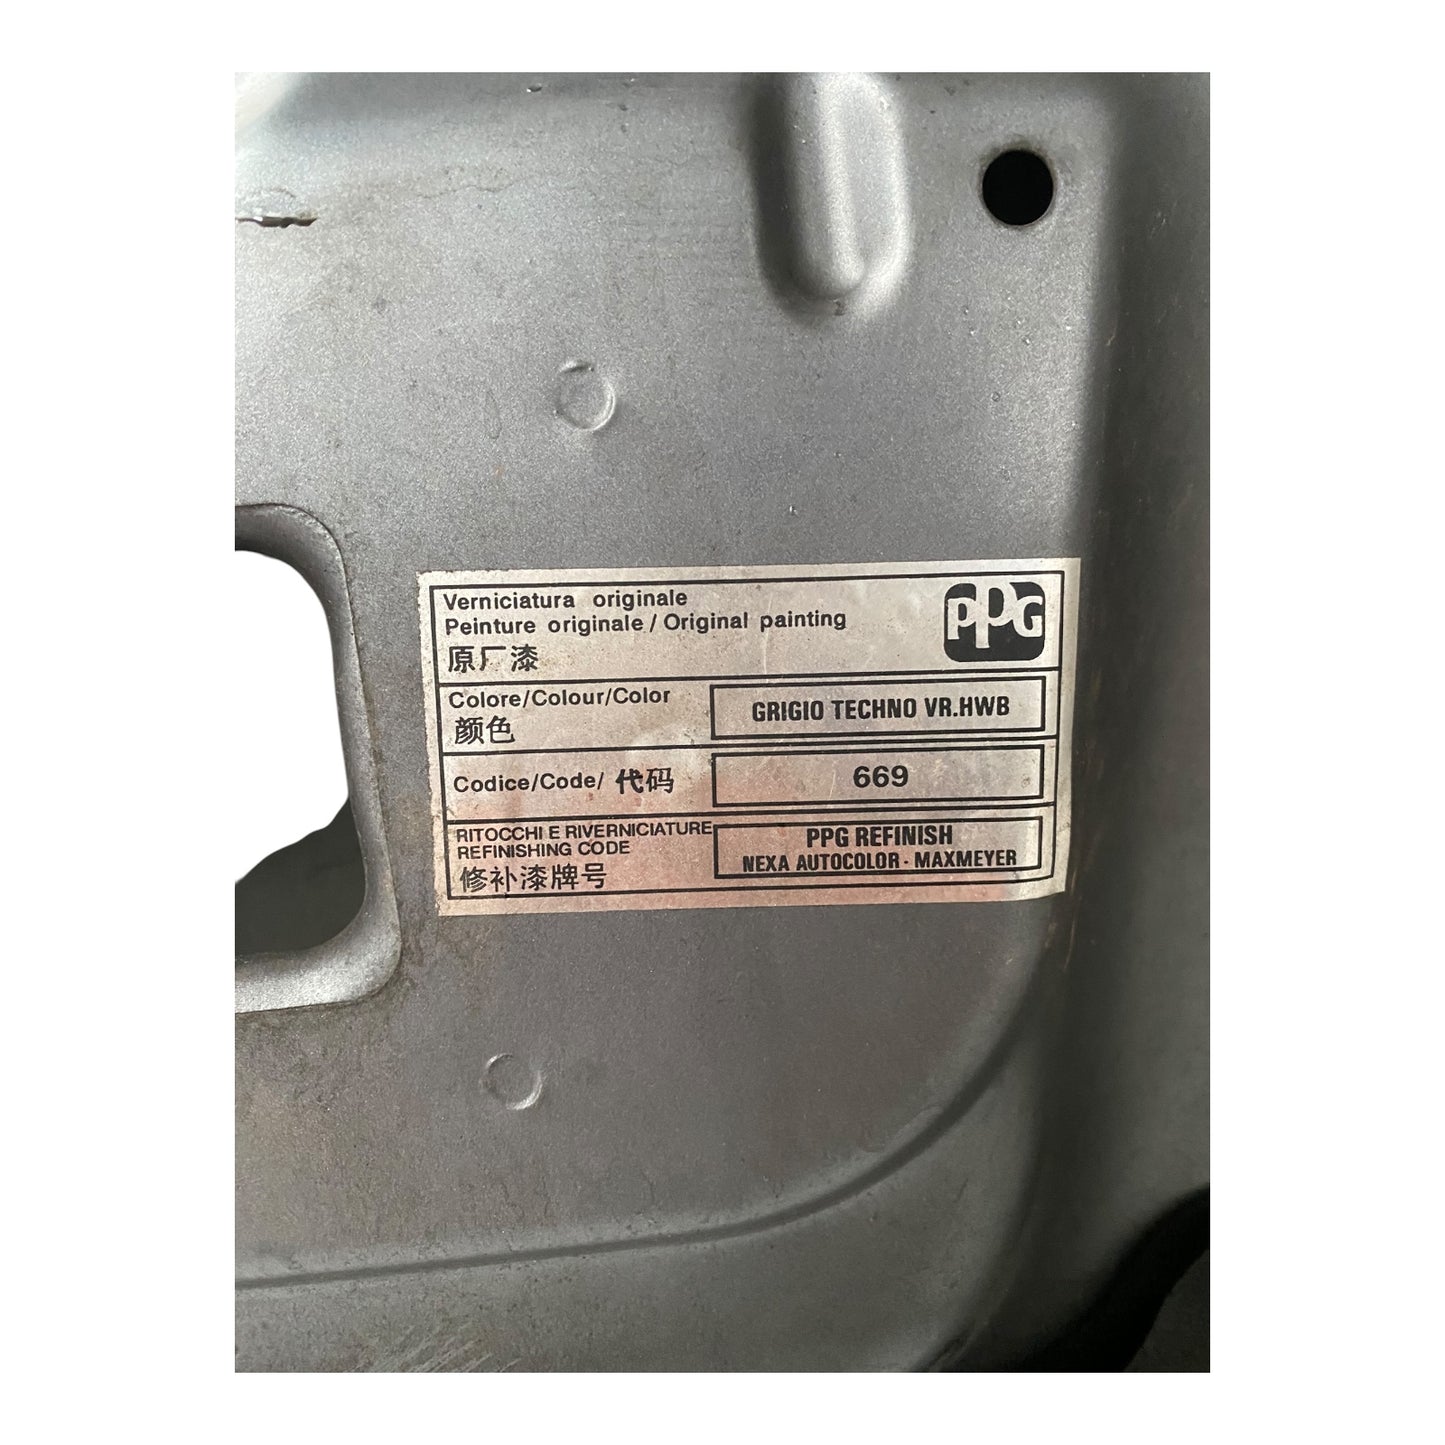 Verniciatura originale
Peinture originale / Original painting
原厂漆
PPG
Colore/Colour/Color
颜色
GRIGIO TECHNO VR.HWB
Codice/Code/ 代码
669
RITOCCHI E RIVERNICIATURE
REFINISHING CODE
修补漆牌号
PPG REFINISH
NEXA AUTOCOLOR - MAXMEYER